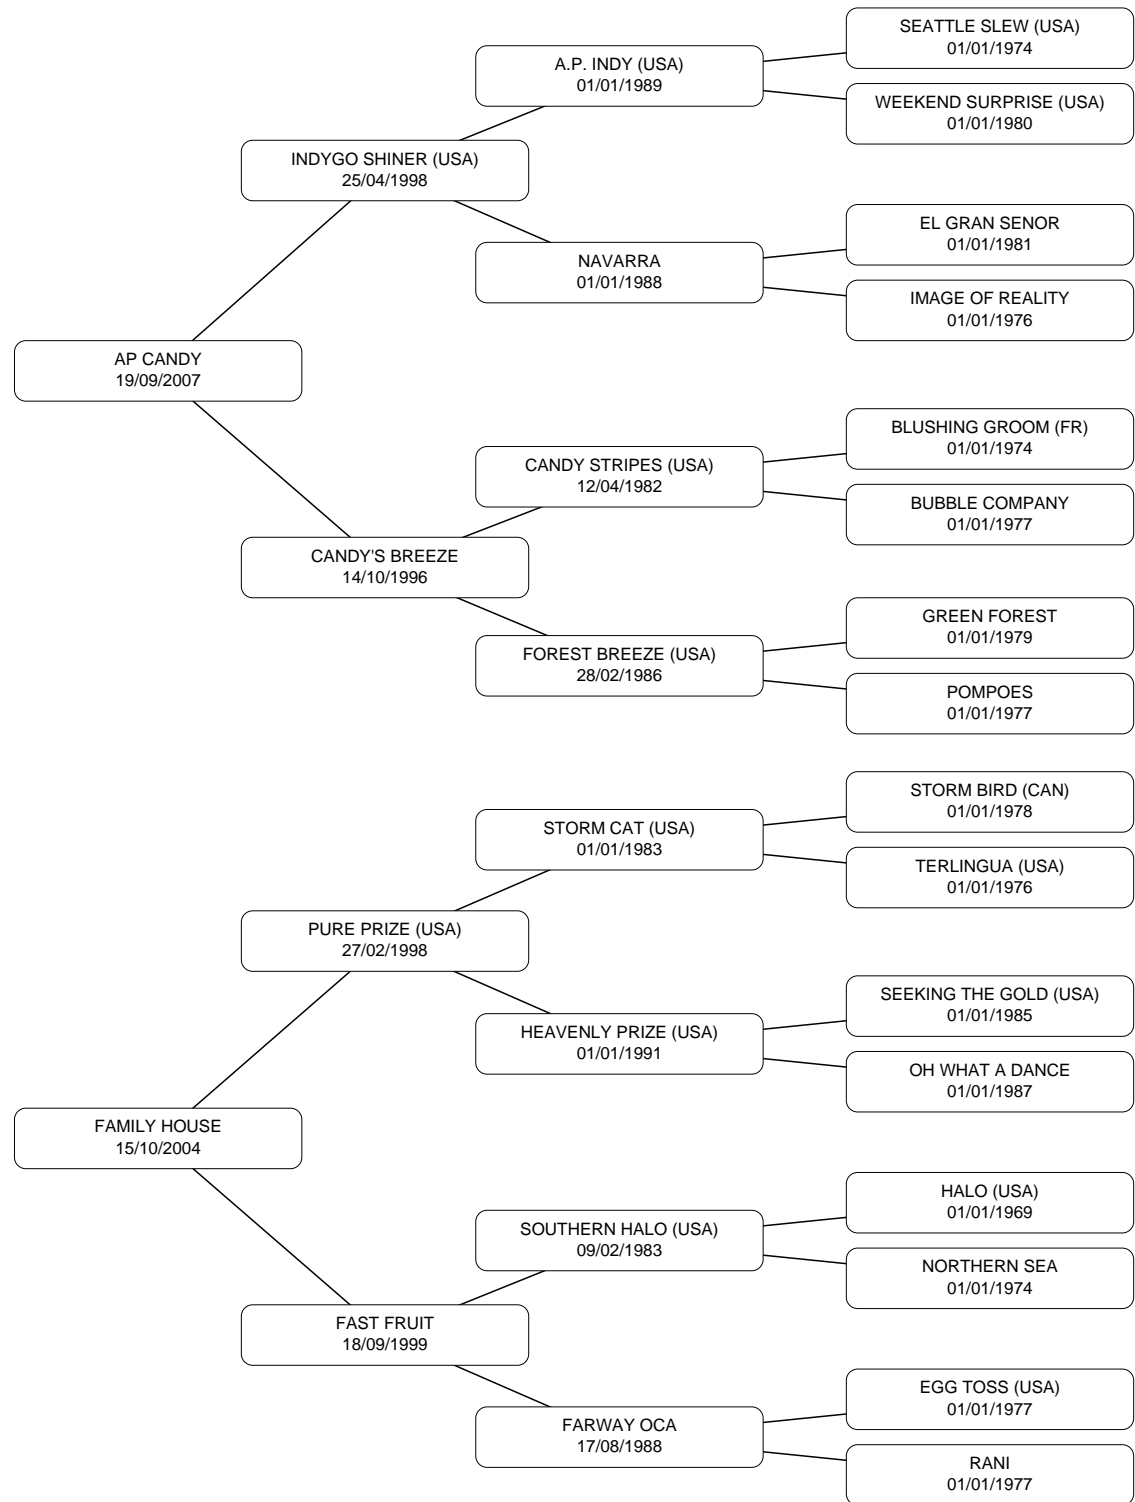 SEATTLE SLEW (USA)
01/01/1974
A.P. INDY (USA)
01/01/1989
WEEKEND SURPRISE (USA)
01/01/1980
INDYGO SHINER (USA)
25/04/1998
EL GRAN SENOR
01/01/1981
NAVARRA
01/01/1988
IMAGE OF REALITY
01/01/1976
AP CANDY
19/09/2007
BLUSHING GROOM (FR)
01/01/1974
CANDY STRIPES (USA)
12/04/1982
BUBBLE COMPANY
01/01/1977
CANDY'S BREEZE
14/10/1996
GREEN FOREST
01/01/1979
FOREST BREEZE (USA)
28/02/1986
POMPOES
01/01/1977
STORM BIRD (CAN)
01/01/1978
STORM CAT (USA)
01/01/1983
TERLINGUA (USA)
01/01/1976
PURE PRIZE (USA)
27/02/1998
SEEKING THE GOLD (USA)
01/01/1985
HEAVENLY PRIZE (USA)
01/01/1991
OH WHAT A DANCE
01/01/1987
FAMILY HOUSE
15/10/2004
HALO (USA)
01/01/1969
SOUTHERN HALO (USA)
09/02/1983
NORTHERN SEA
01/01/1974
FAST FRUIT
18/09/1999
EGG TOSS (USA)
01/01/1977
FARWAY OCA
17/08/1988
RANI
01/01/1977